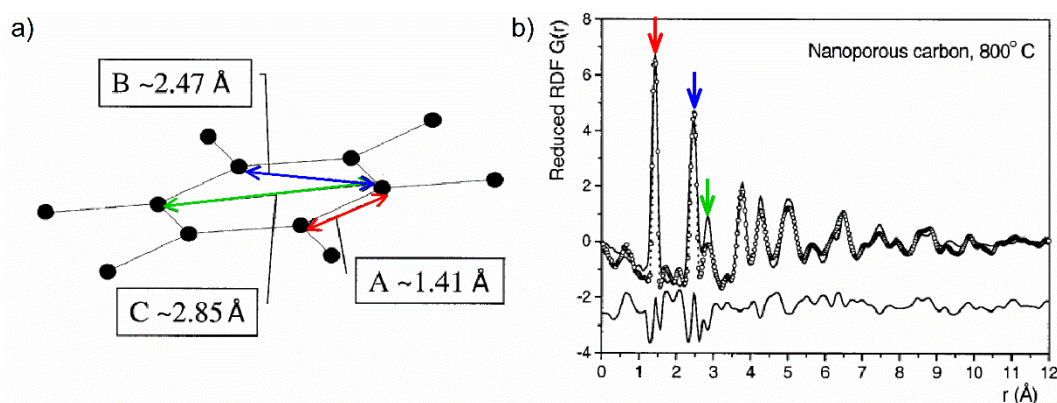 a)
B ~2.47 Å
A ~1.41 Å
C ~2.85 Å
b)
Reduced RDF G(r)
8
6
4
2
0
-2
-4
Nanoporous carbon, 800° C
0 1 2 3 4 5 6 7 8 9 10 11 12
r (Å)